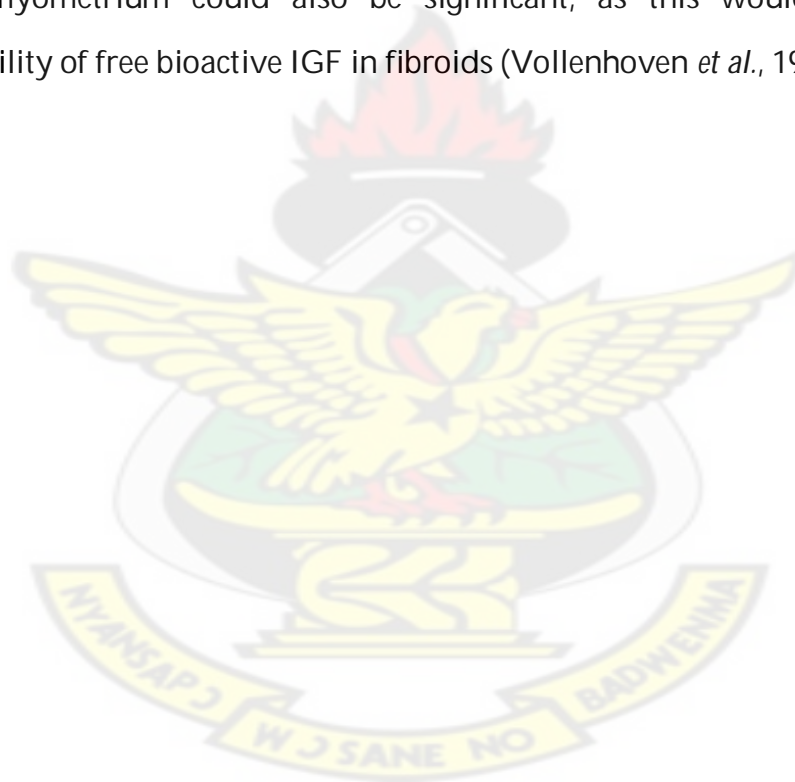 myometrium could also be significant, as this would
ility of free bioactive IGF in fibroids (Vollenhoven et al., 19
NYANSAPƆ WƆSANE NO BADWENMA